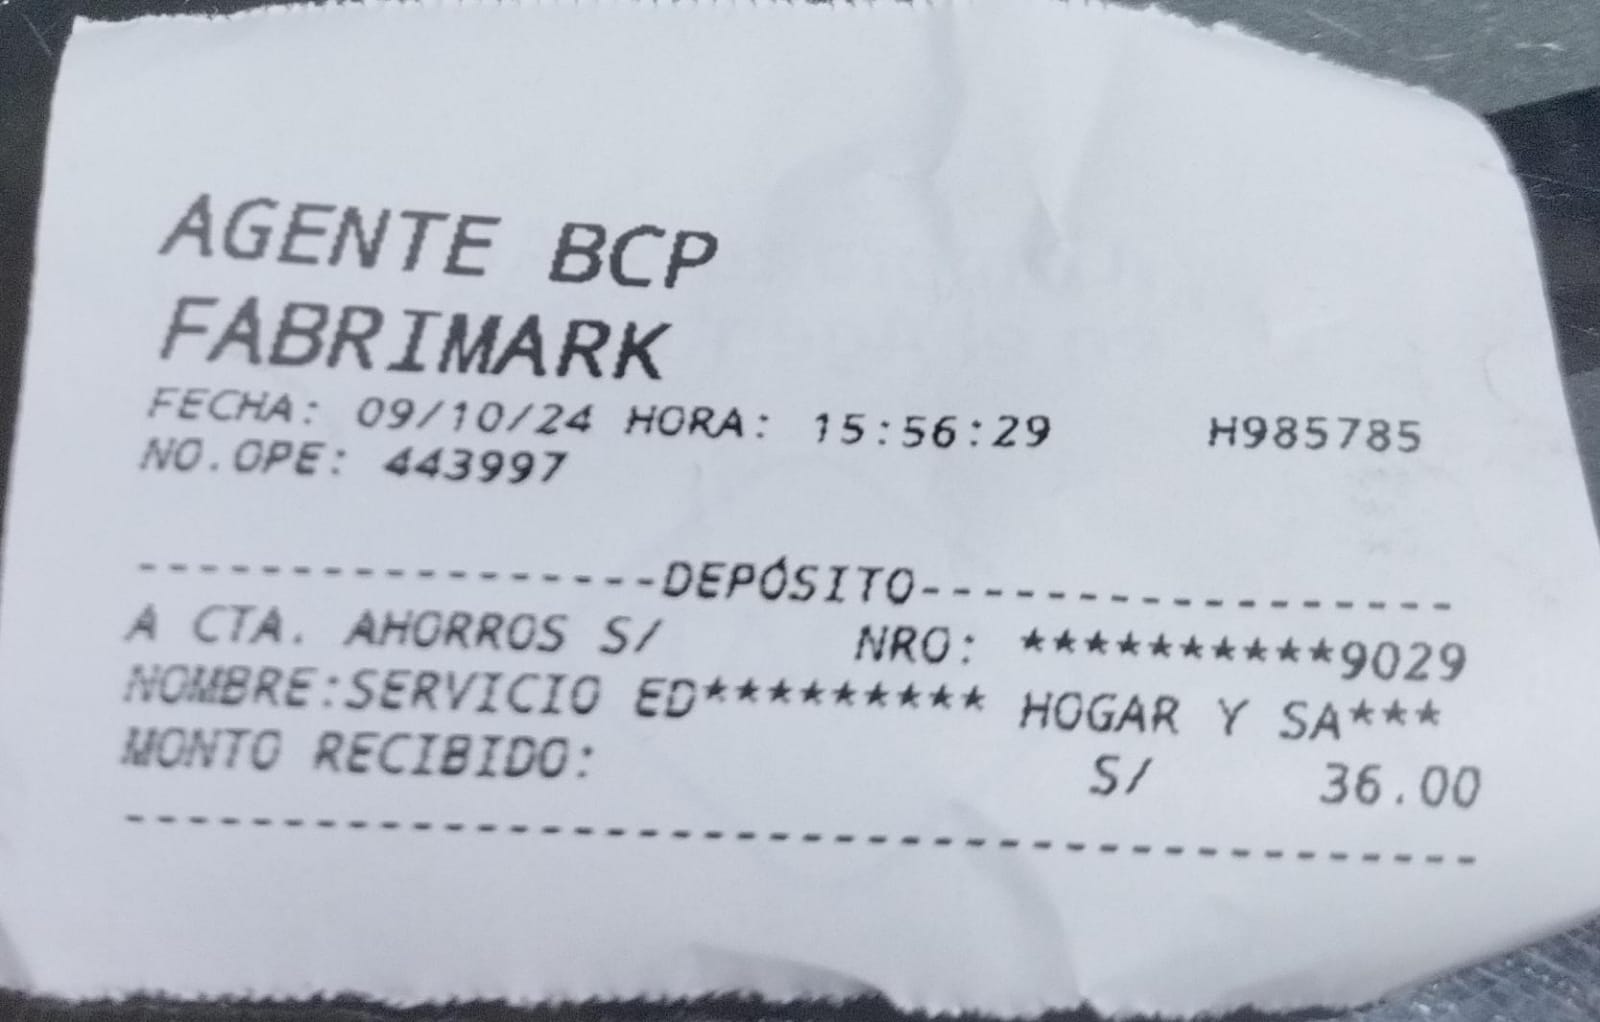 AGENTE BCP
FABRIMARK
FECHA: 09/10/24 HORA: 15:56:29 H985785
NO.OPE: 443997
-----------------DEPÓSITO-----------------
A CTA. AHORROS S/ NRO: **********9029
NOMBRE:SERVICIO ED********* HOGAR Y SA***
MONTO RECIBIDO: S/ 36.00
------------------------------------------